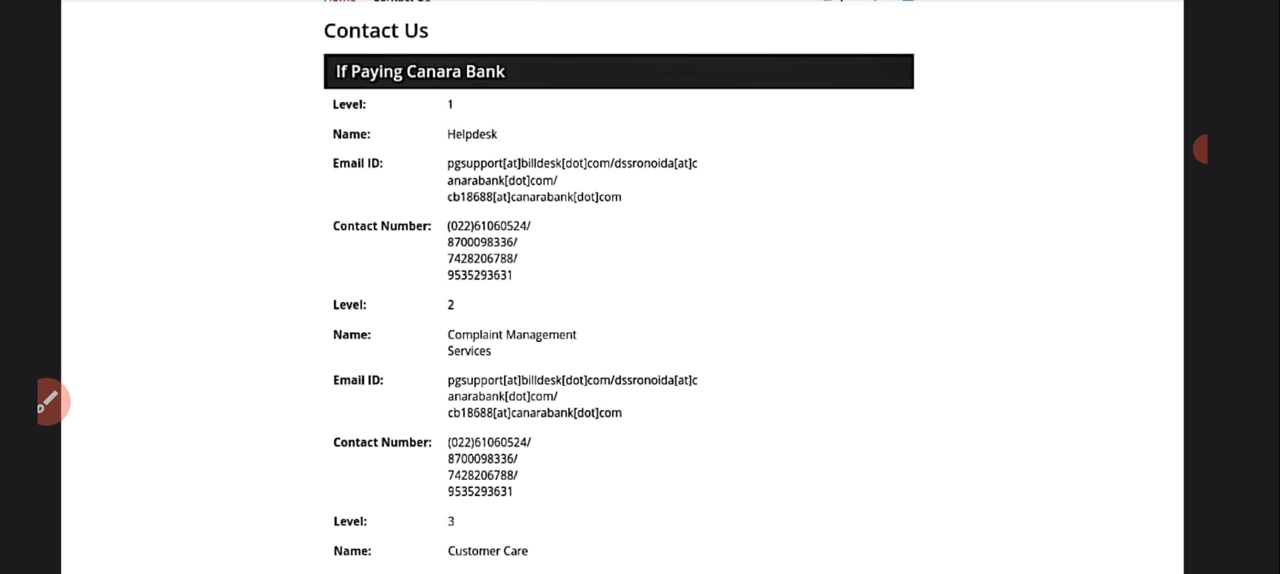 Contact Us
If Paying Canara Bank
Level: 1
Name: Helpdesk
Email ID: pgsupport[at]billdesk[dot]com/dssronoida[at]c
anarabank[dot]com/
cb18688[at]canarabank[dot]com
Contact Number: (022)61060524/
8700098336/
7428206788/
9535293631
Level: 2
Name: Complaint Management
Services
Email ID: pgsupport[at]billdesk[dot]com/dssronoida[at]c
anarabank[dot]com/
cb18688[at]canarabank[dot]com
Contact Number: (022)61060524/
8700098336/
7428206788/
9535293631
Level: 3
Name: Customer Care